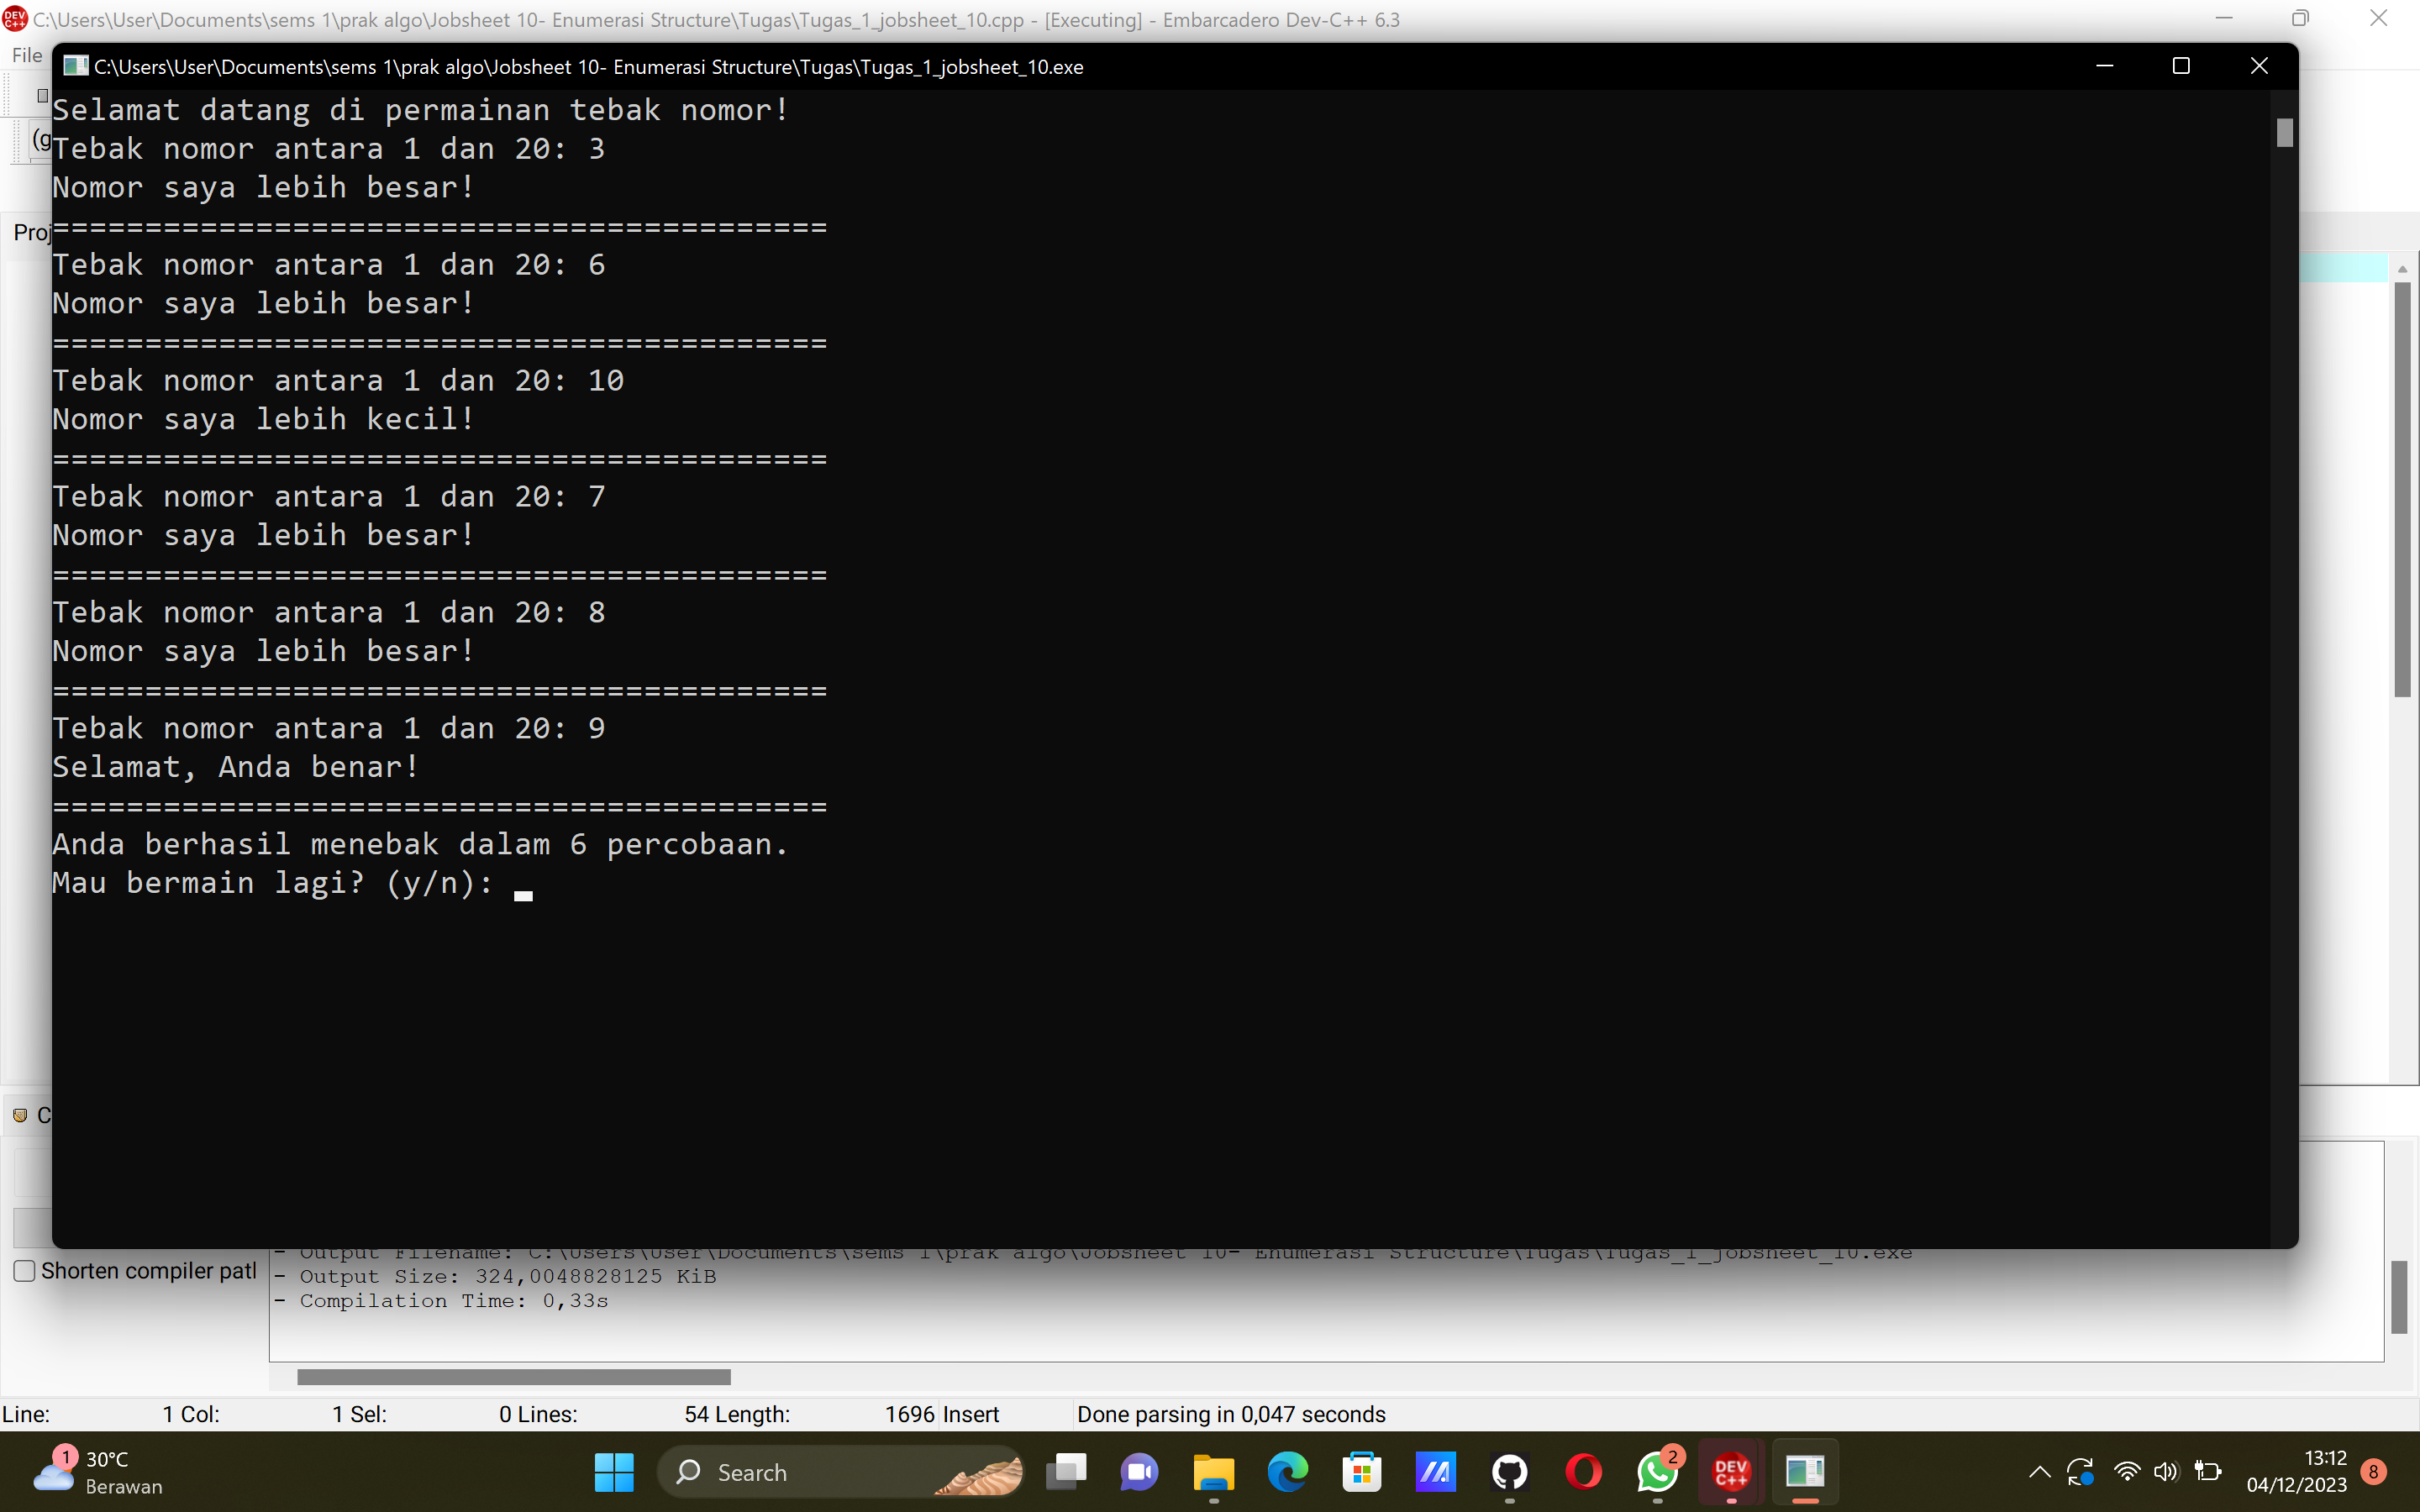 C:\Users\User\Documents\sems 1\prak algo\Jobsheet 10- Enumerasi Structure\Tugas\Tugas_1_jobsheet_10.cpp - [Executing] - Embarcadero Dev-C++ 6.3
File
C:\Users\User\Documents\sems 1\prak algo\Jobsheet 10- Enumerasi Structure\Tugas\Tugas_1_jobsheet_10.exe
Selamat datang di permainan tebak nomor!
Tebak nomor antara 1 dan 20: 3
Nomor saya lebih besar!
==========================================
Tebak nomor antara 1 dan 20: 6
Nomor saya lebih besar!
==========================================
Tebak nomor antara 1 dan 20: 10
Nomor saya lebih kecil!
==========================================
Tebak nomor antara 1 dan 20: 7
Nomor saya lebih besar!
==========================================
Tebak nomor antara 1 dan 20: 8
Nomor saya lebih besar!
==========================================
Tebak nomor antara 1 dan 20: 9
Selamat, Anda benar!
==========================================
Anda berhasil menebak dalam 6 percobaan.
Mau bermain lagi? (y/n):
(g
Proj
C
Shorten compiler patl
- Output Filename: C:\Users\User\Documents\sems 1\prak algo\Jobsheet 10- Enumerasi Structure\Tugas\Tugas_1_jobsheet_10.exe
- Output Size: 324,0048828125 KiB
- Compilation Time: 0,33s
Line: 1 Col: 1 Sel: 0 Lines: 54 Length: 1696 Insert Done parsing in 0,047 seconds
1
30°C
Berawan
Search
2
DEV C++
13:12
04/12/2023
8